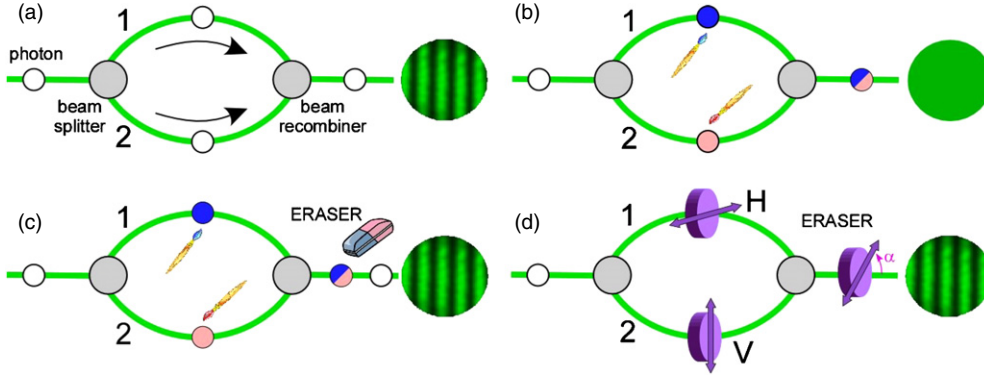 (a)
1
photon
beam
splitter
beam
recombiner
2
(b)
1
2
(c)
1
ERASER
2
(d)
1
H
ERASER
α
2
V